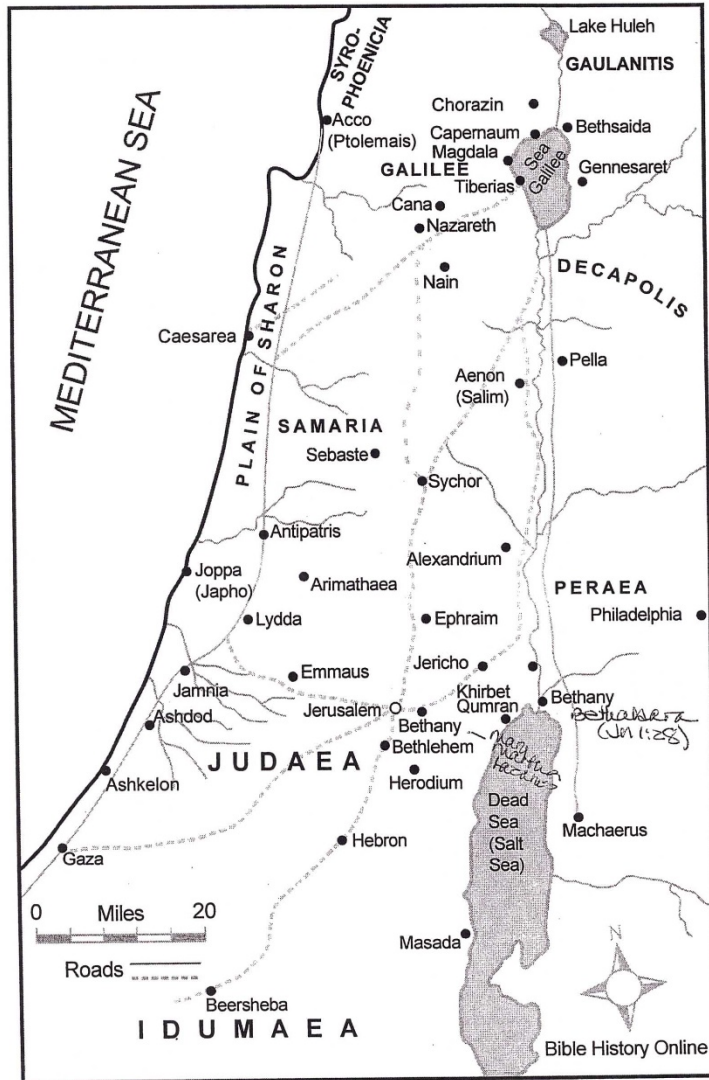 Lake Huleh
SYRO-
PHOENICIA
GAULANITIS
MEDITERRANEAN SEA
Chorazin
Acco
(Ptolemais)
Capernaum
Bethsaida
Magdala
GALILEE
Sea
Galilee
Gennesaret
Tiberias
Cana
Nazareth
Nain
DECAPOLIS
PLAIN OF SHARON
Caesarea
Pella
Aenon
(Salim)
SAMARIA
Sebaste
Sychor
Antipatris
Alexandrium
Joppa
(Japho)
Arimathaea
PERAEA
Philadelphia
Lydda
Ephraim
Emmaus
Jericho
Jamnia
Khirbet
Qumran
Bethany
Jerusalem
Bethany
Bethabara
(Jn 1:28)
Ashdod
Bethlehem
Mary
Martha
Lazarus
JUDAEA
Herodium
Ashkelon
Dead
Sea
(Salt
Sea)
Machaerus
Hebron
Gaza
0 Miles 20
Masada
N
Roads
Beersheba
IDUMAEA
Bible History Online